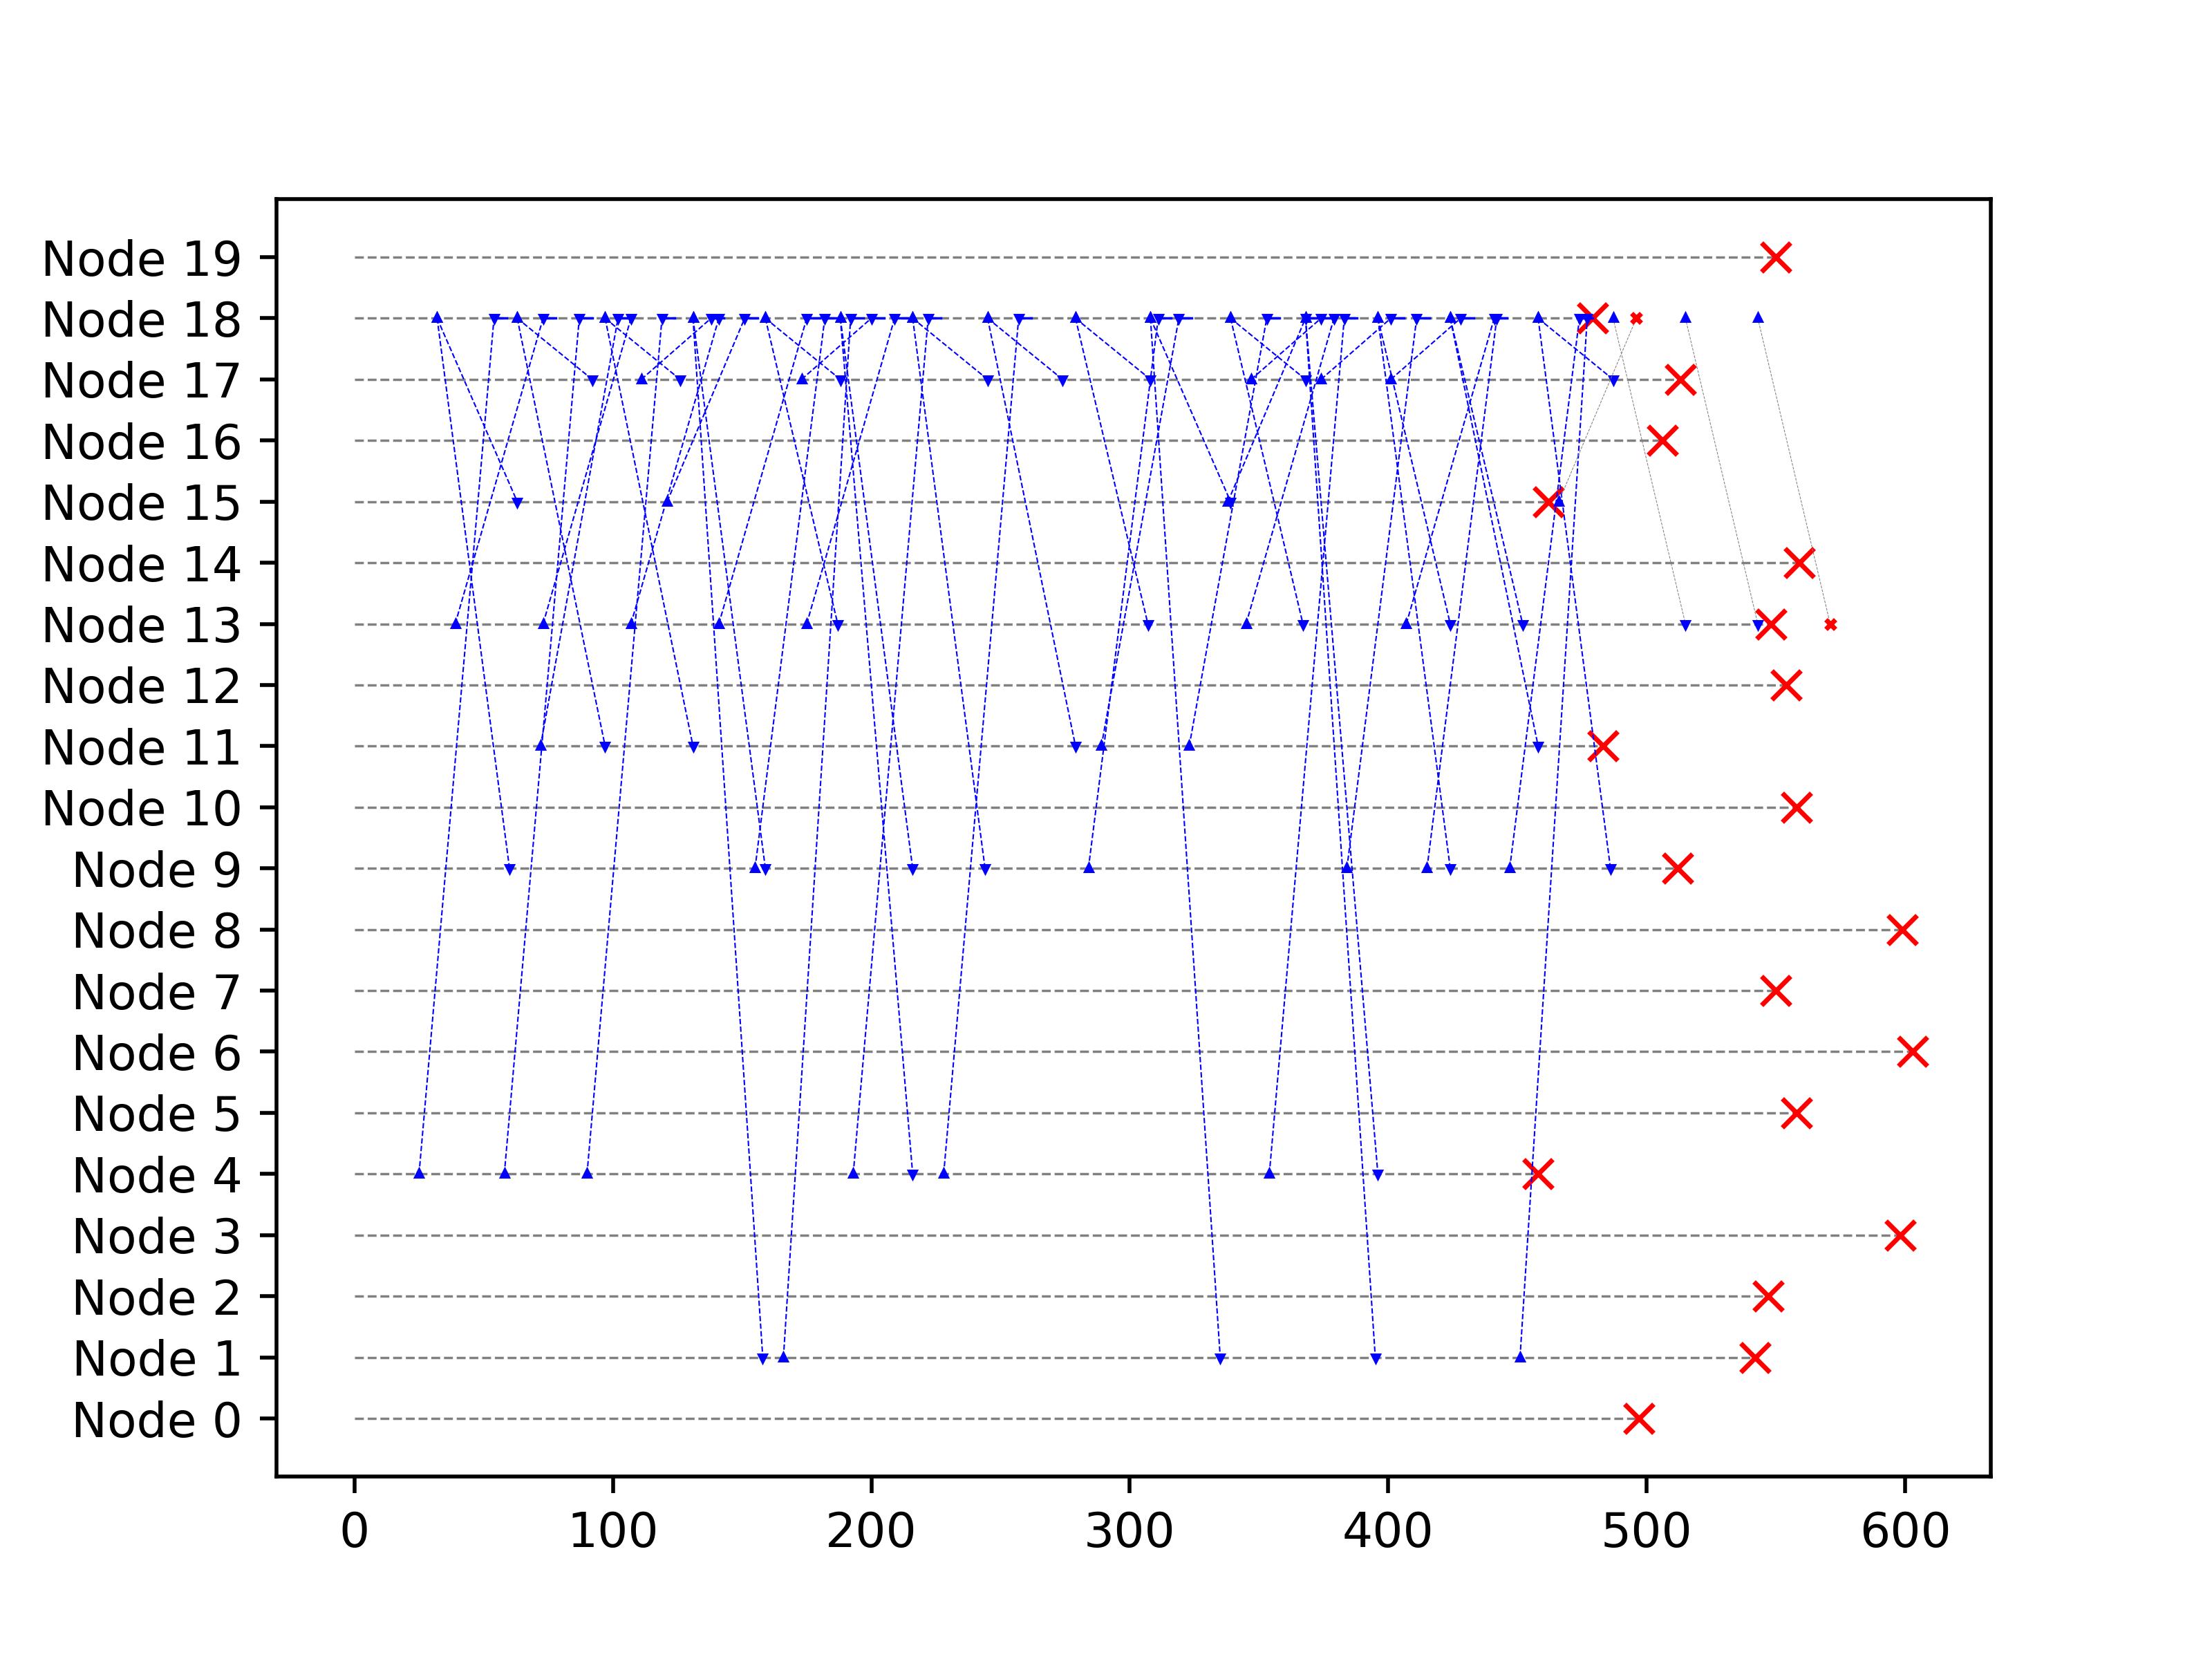 Node 19
Node 18
Node 17
Node 16
Node 15
Node 14
Node 13
Node 12
Node 11
Node 10
Node 9
Node 8
Node 7
Node 6
Node 5
Node 4
Node 3
Node 2
Node 1
Node 0
0 100 200 300 400 500 600